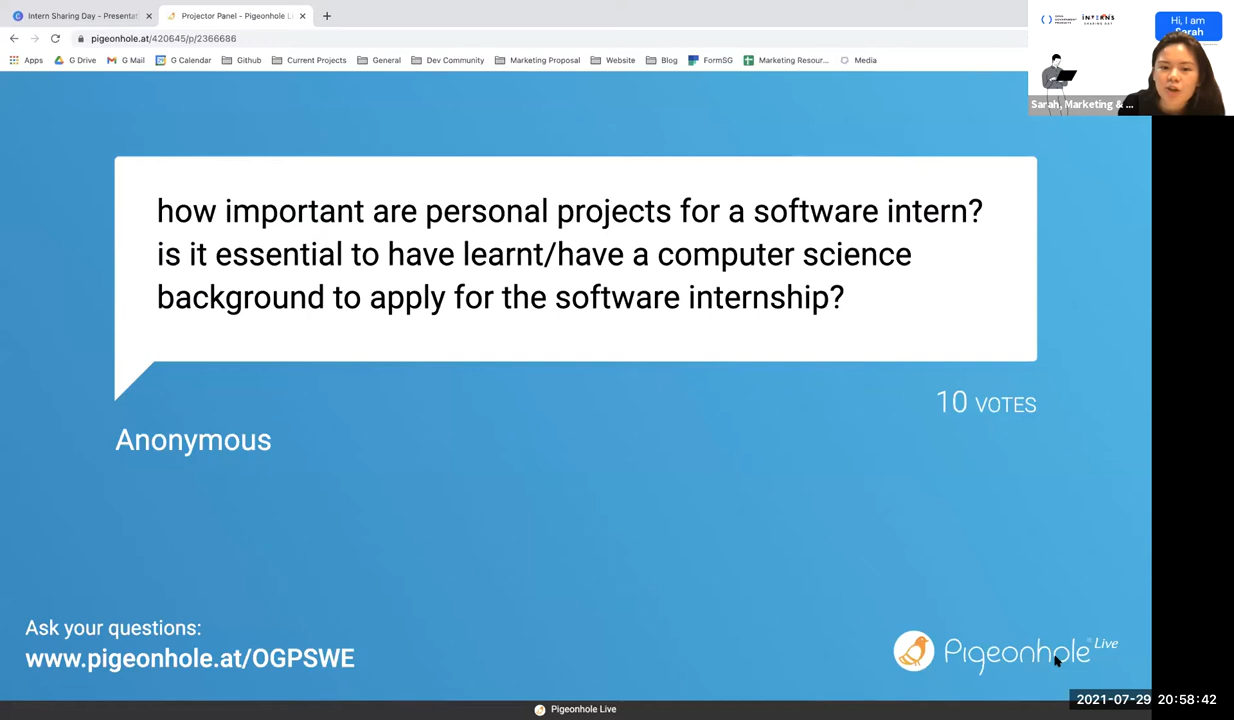 Intern Sharing Day - Presentat
Projector Panel - Pigeonhole Li
pigeonhole.at/420645/p/2366686
Apps
G Drive
G Mail
G Calendar
Github
Current Projects
General
Dev Community
Marketing Proposal
Website
Blog
FormSG
Marketing Resour...
Media
INTERNS
SHARING DAY
Hi, I am
Sarah
Sarah, Marketing & ...
how important are personal projects for a software intern?
is it essential to have learnt/have a computer science
background to apply for the software internship?
10 VOTES
Anonymous
Ask your questions:
www.pigeonhole.at/OGPSWE
Pigeonhole Live
2021-07-29 20:58:42
Pigeonhole Live